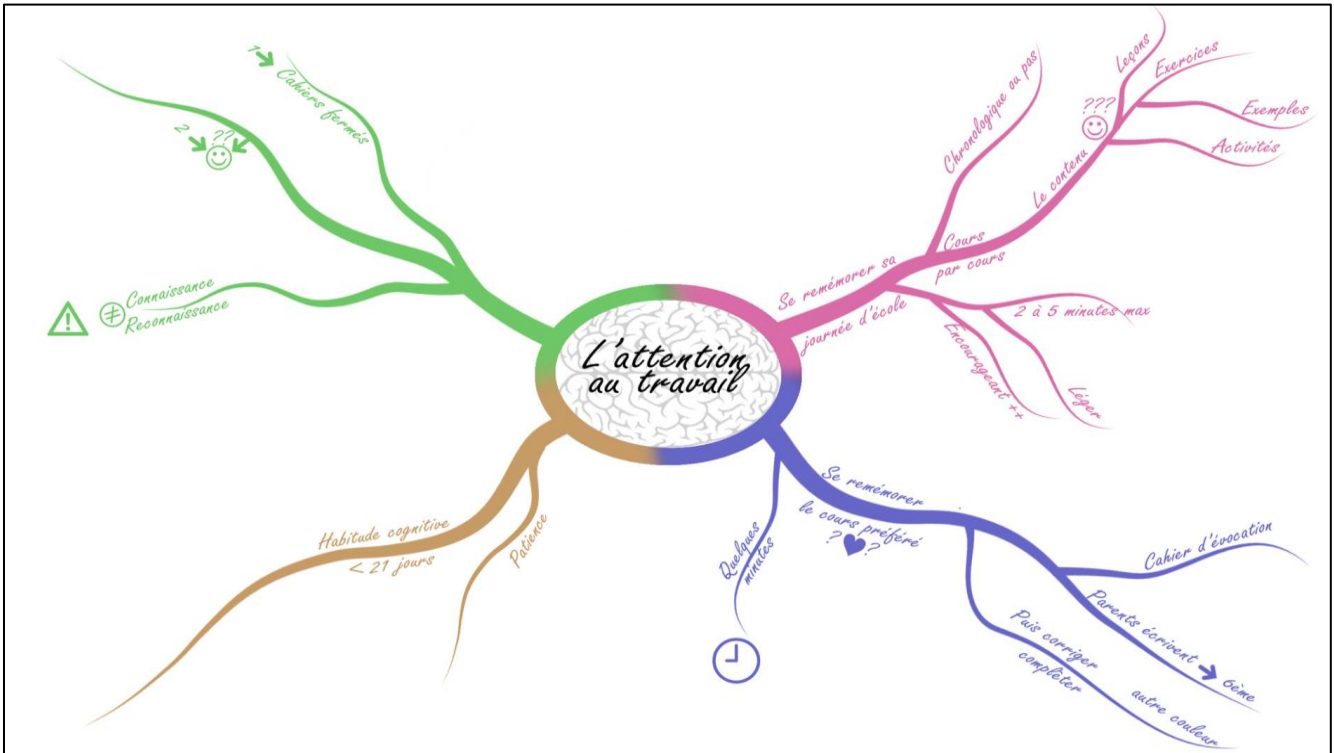 L'attention
au travail
Se remémorer sa
journée d'école
Cours
par cours
Chronologique ou pas
Le contenu
???
Leçons
Exercices
Exemples
Activités
2 à 5 minutes max
Léger
Encourageant ++
Se remémorer
le cours préféré
? ?
Quelques
minutes
Cahier d'évocation
Parents écrivent → 6ème
Puis corriger
compléter
autre couleur
Habitude cognitive
< 21 jours
Patience
1 → Cahiers fermés
2 → ??
≠ Connaissance
Reconnaissance